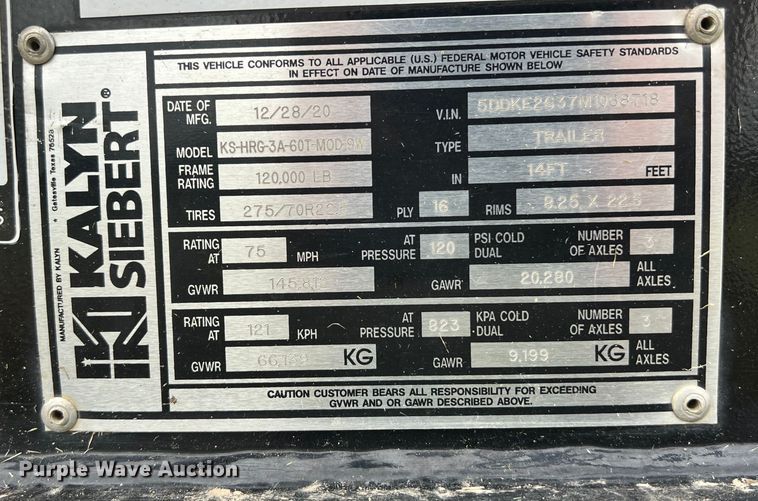 THIS VEHICLE CONFORMS TO ALL APPLICABLE (U.S.) FEDERAL MOTOR VEHICLE SAFETY STANDARDS
IN EFFECT ON DATE OF MANUFACTURE SHOWN BELOW
DATE OF MFG. 12/28/20 V.I.N.
MODEL KS-HRG-3A-60T-MOD-9W TYPE TRAILER
FRAME RATING 120,000 LB IN 14FT FEET
TIRES PLY 16 RIMS 8.25 X 22.5
RATING AT 75 MPH AT PRESSURE 120 PSI COLD DUAL NUMBER OF AXLES 3
GVWR GAWR 20,280 ALL AXLES
RATING AT 121 KPH AT PRESSURE 823 KPA COLD DUAL NUMBER OF AXLES 3
GVWR KG GAWR 9,199 KG ALL AXLES
CAUTION CUSTOMER BEARS ALL RESPONSIBILITY FOR EXCEEDING
GVWR AND OR GAWR DESCRIBED ABOVE.
KALYN
SIEBERT®
MANUFACTURED BY KALYN • Gatesville Texas 76528
Purple Wave Auction